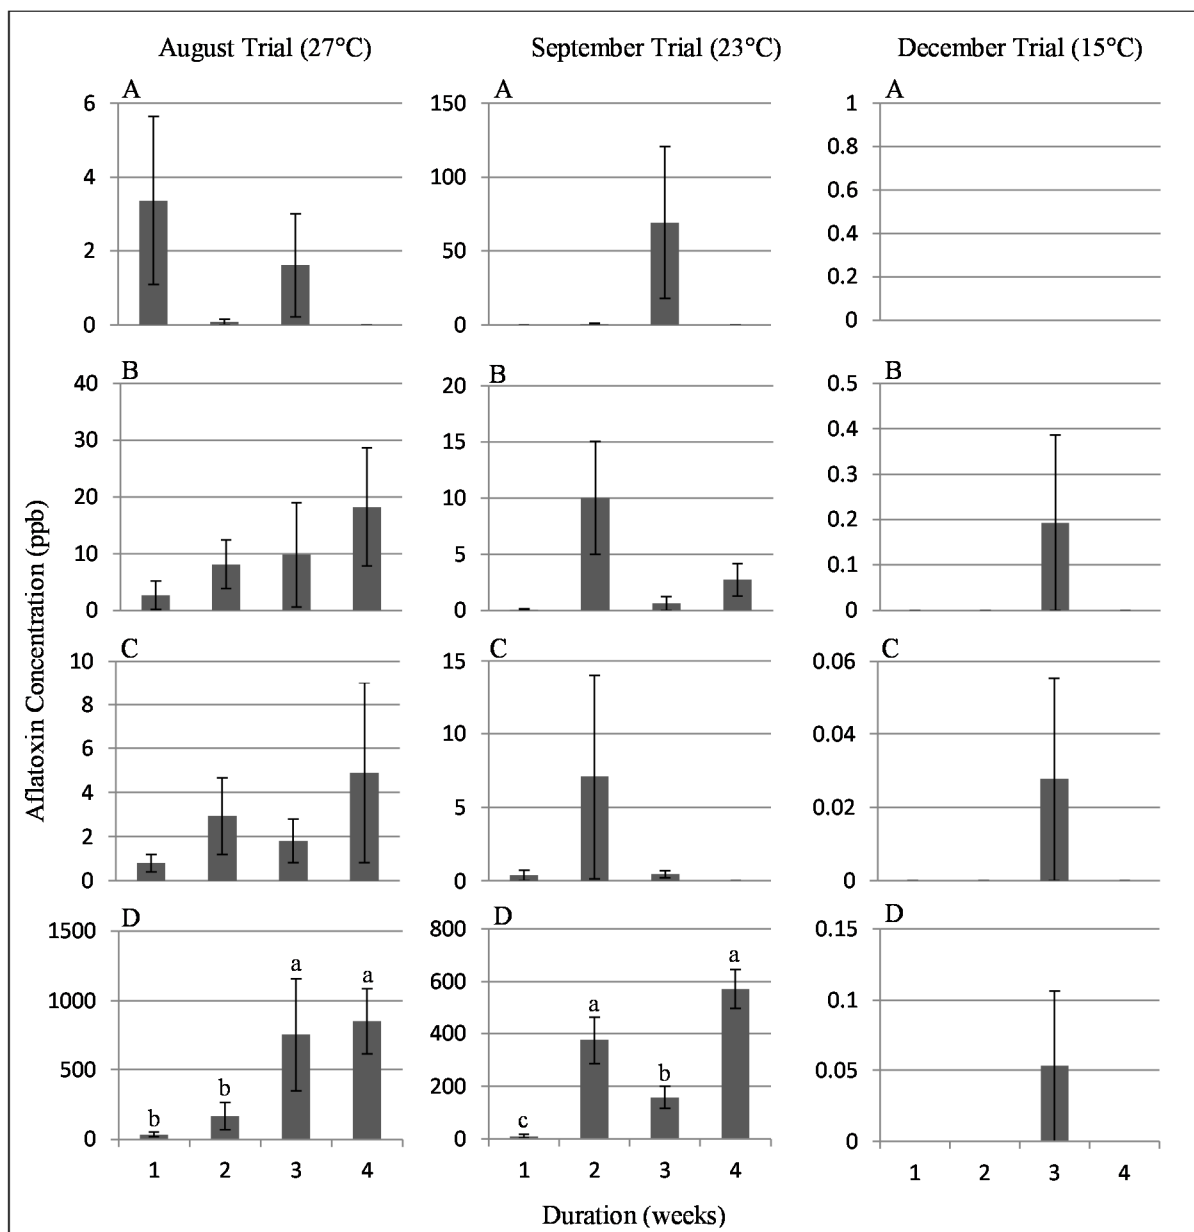 August Trial (27°C)
September Trial (23°C)
December Trial (15°C)
Aflatoxin Concentration (ppb)
A
6
4
2
0
A
150
100
50
0
A
1
0.8
0.6
0.4
0.2
0
B
40
30
20
10
0
B
20
15
10
5
0
B
0.5
0.4
0.3
0.2
0.1
0
C
10
8
6
4
2
0
C
15
10
5
0
C
0.06
0.04
0.02
0
D
1500
1000
500
0
b
b
a
a
1 2 3 4
D
800
600
400
200
0
c
a
b
a
1 2 3 4
D
0.15
0.1
0.05
0
1 2 3 4
Duration (weeks)